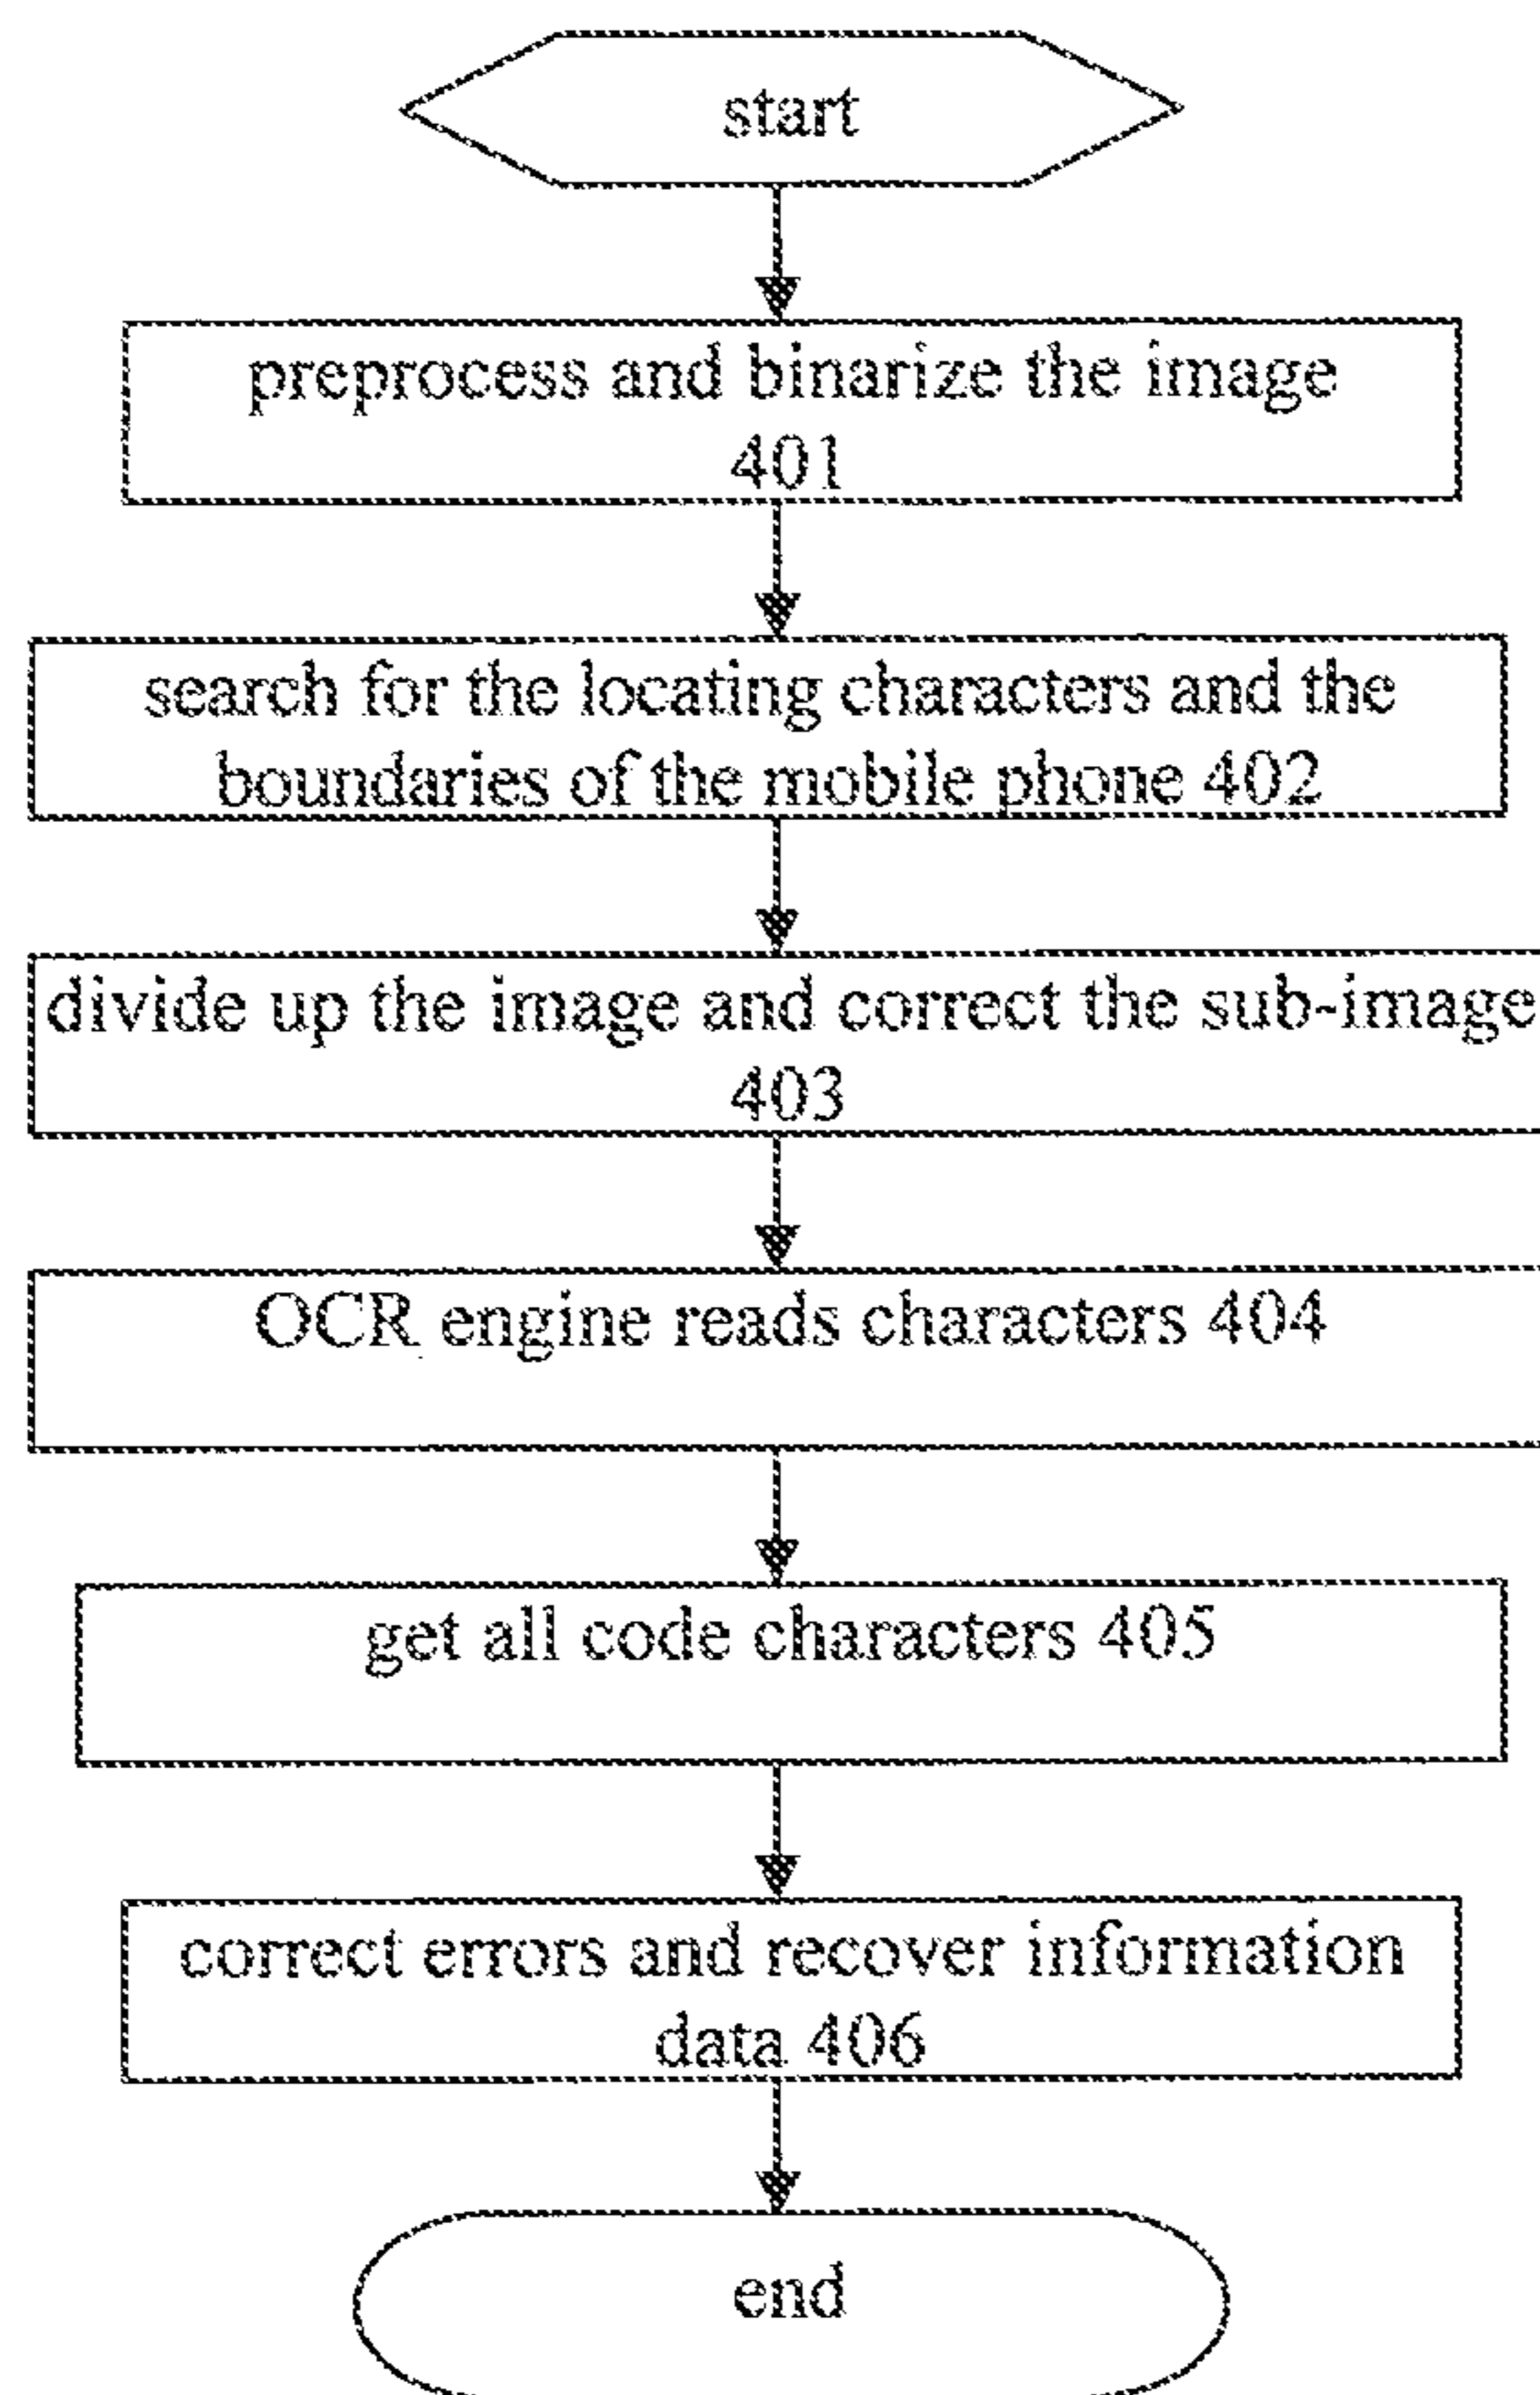 start
preprocess and binarize the image
401
search for the locating characters and the
boundaries of the mobile phone 402
divide up the image and correct the sub-image
403
OCR engine reads characters 404
get all code characters 405
correct errors and recover information
data 406
end